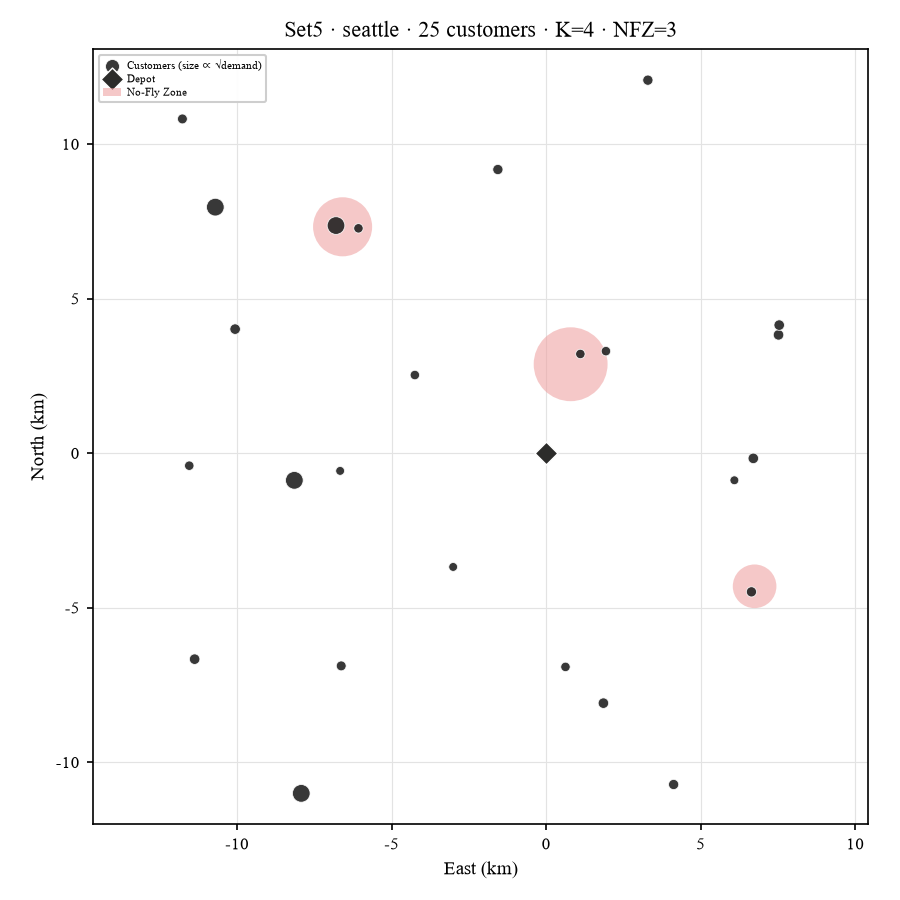 Set5 · seattle · 25 customers · K=4 · NFZ=3
Customers (size ∝ √demand)
Depot
No-Fly Zone
10
5
0
-5
-10
North (km)
-10
-5
0
5
10
East (km)